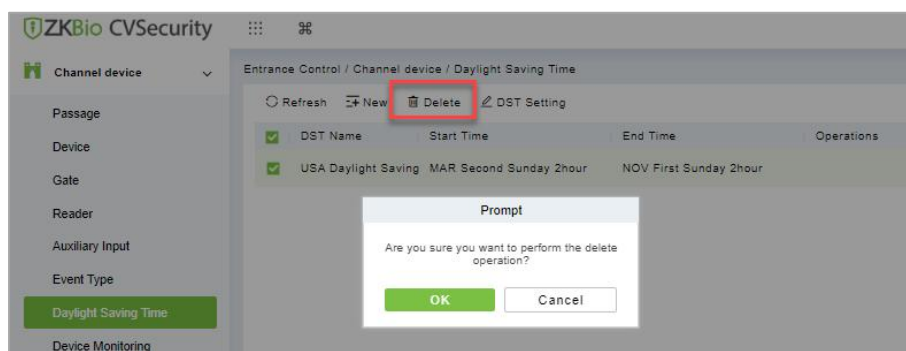 ZKBio CVSecurity
Channel device
Entrance Control / Channel device / Daylight Saving Time
Refresh New Delete DST Setting
Passage
DST Name Start Time End Time Operations
Device
USA Daylight Saving MAR Second Sunday 2hour NOV First Sunday 2hour
Gate
Reader
Prompt
Auxiliary Input
Are you sure you want to perform the delete
operation?
Event Type
OK Cancel
Daylight Saving Time
Device Monitoring